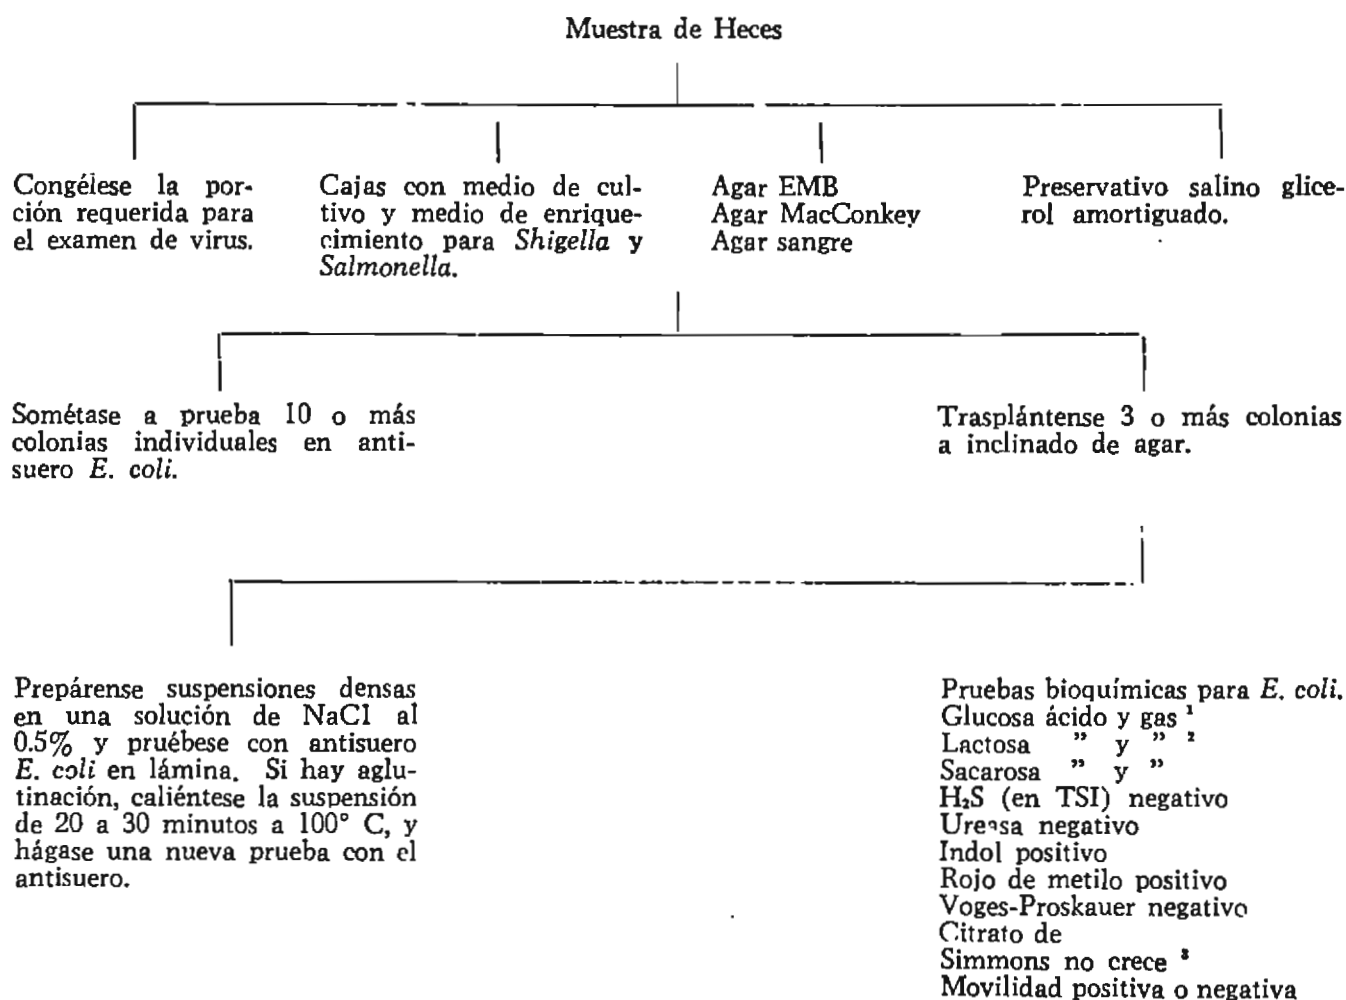 Muestra de Heces
Congélese la por-
ción requerida para
el examen de virus.
Cajas con medio de cul-
tivo y medio de enrique-
cimiento para Shigella y
Salmonella.
Agar EMB
Agar MacConkey
Agar sangre
Preservativo salino glice-
rol amortiguado.
Sométase a prueba 10 o más
colonias individuales en anti-
suero E. coli.
Trasplántense 3 o más colonias
a inclinado de agar.
Prepárense suspensiones densas
en una solución de NaCl al
0.5% y pruébese con antisuero
E. coli en lámina. Si hay aglu-
tinación, caliéntese la suspensión
de 20 a 30 minutos a 100° C, y
hágase una nueva prueba con el
antisuero.
Pruebas bioquímicas para E. coli.
Glucosa ácido y gas ¹
Lactosa ” y ” ²
Sacarosa ” y ”
H₂S (en TSI) negativo
Ureasa negativo
Indol positivo
Rojo de metilo positivo
Voges-Proskauer negativo
Citrato de
Simmons no crece ³
Movilidad positiva o negativa